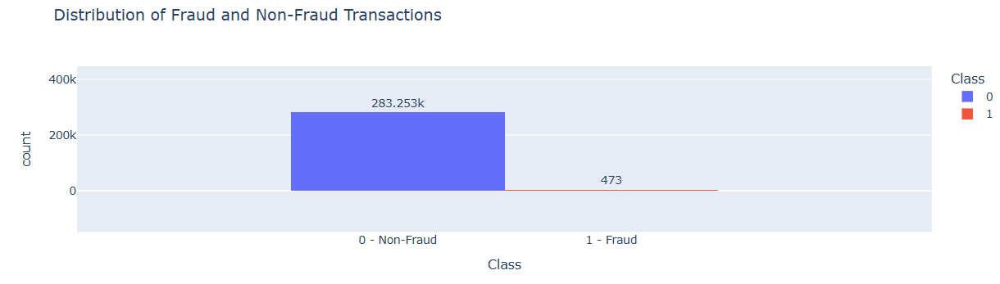 Distribution of Fraud and Non-Fraud Transactions
400k
200k
0
count
283.253k
473
0 - Non-Fraud
1 - Fraud
Class
Class
0
1